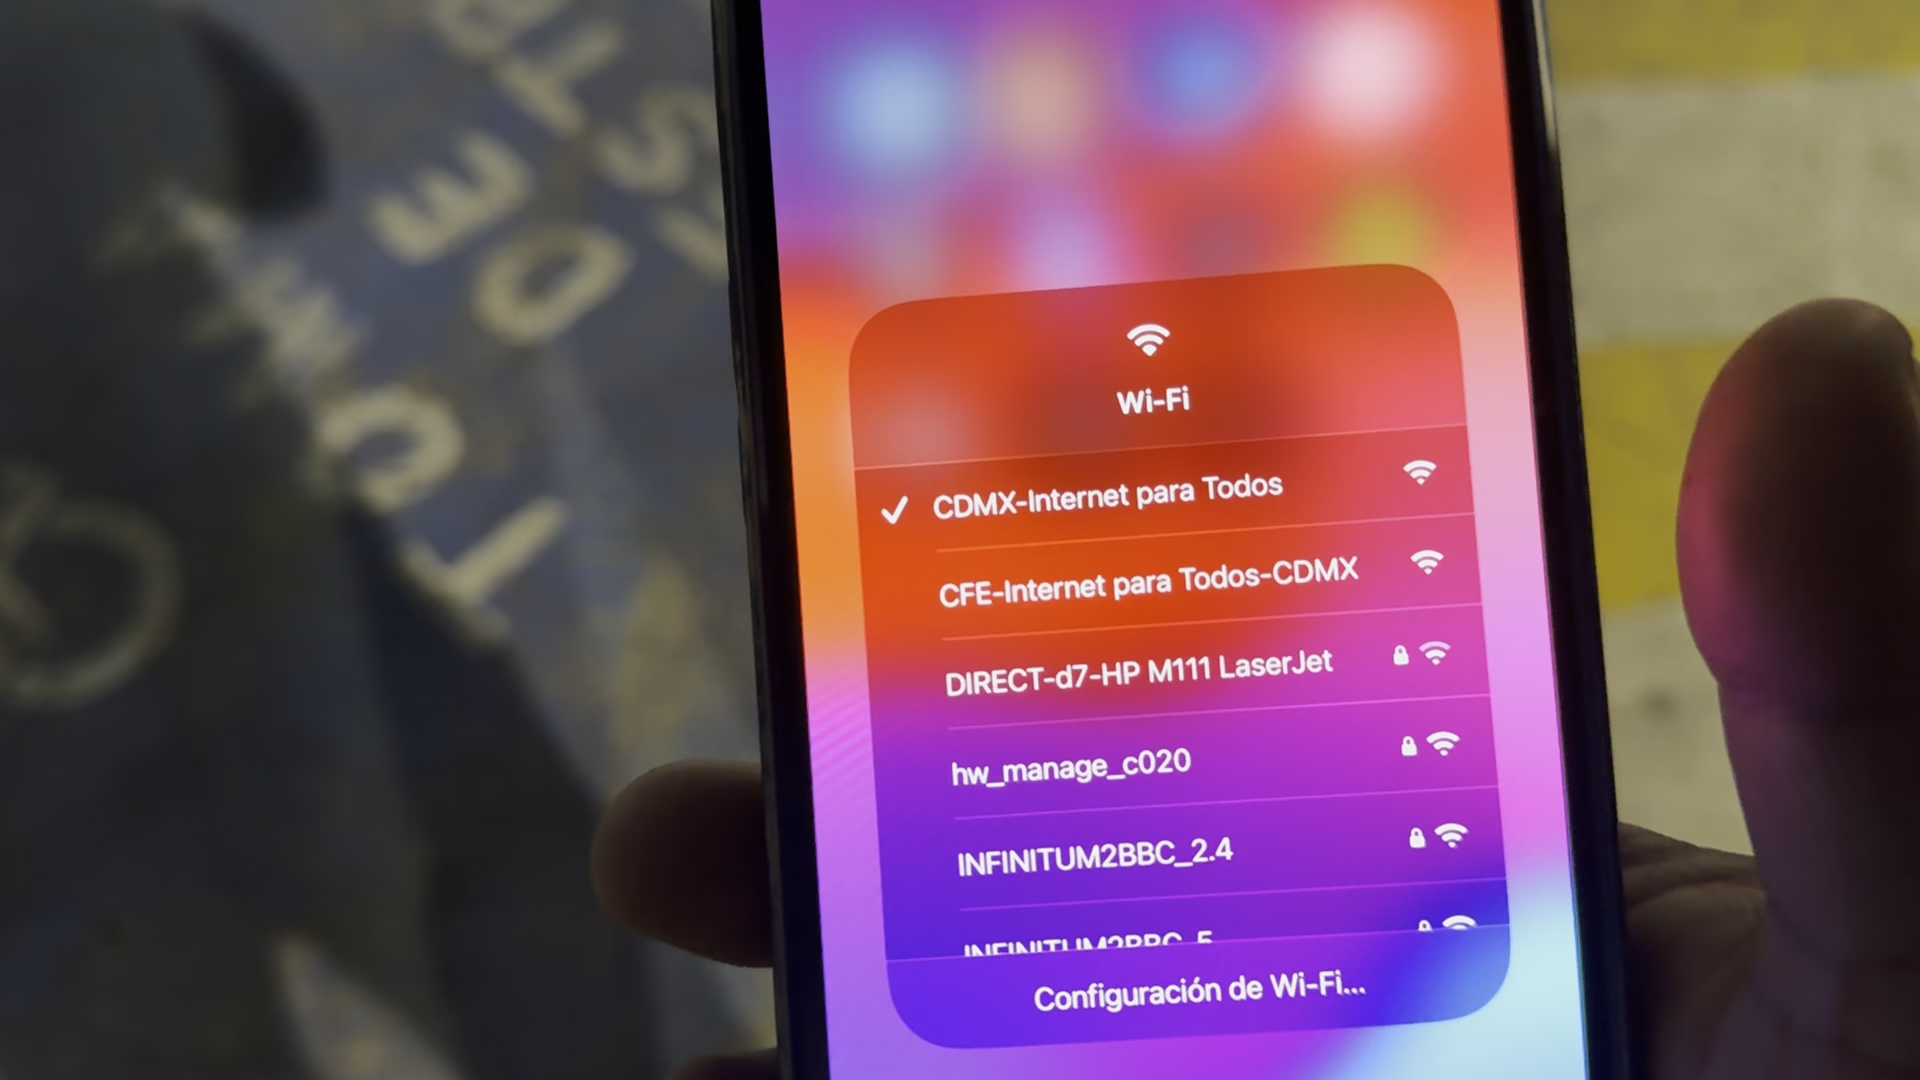 Wi-Fi
CDMX-Internet para Todos
CFE-Internet para Todos-CDMX
DIRECT-d7-HP M111 LaserJet
hw_manage_c020
INFINITUM2BBC_2.4
INFINITUM2BBC_5
Configuración de Wi-Fi...